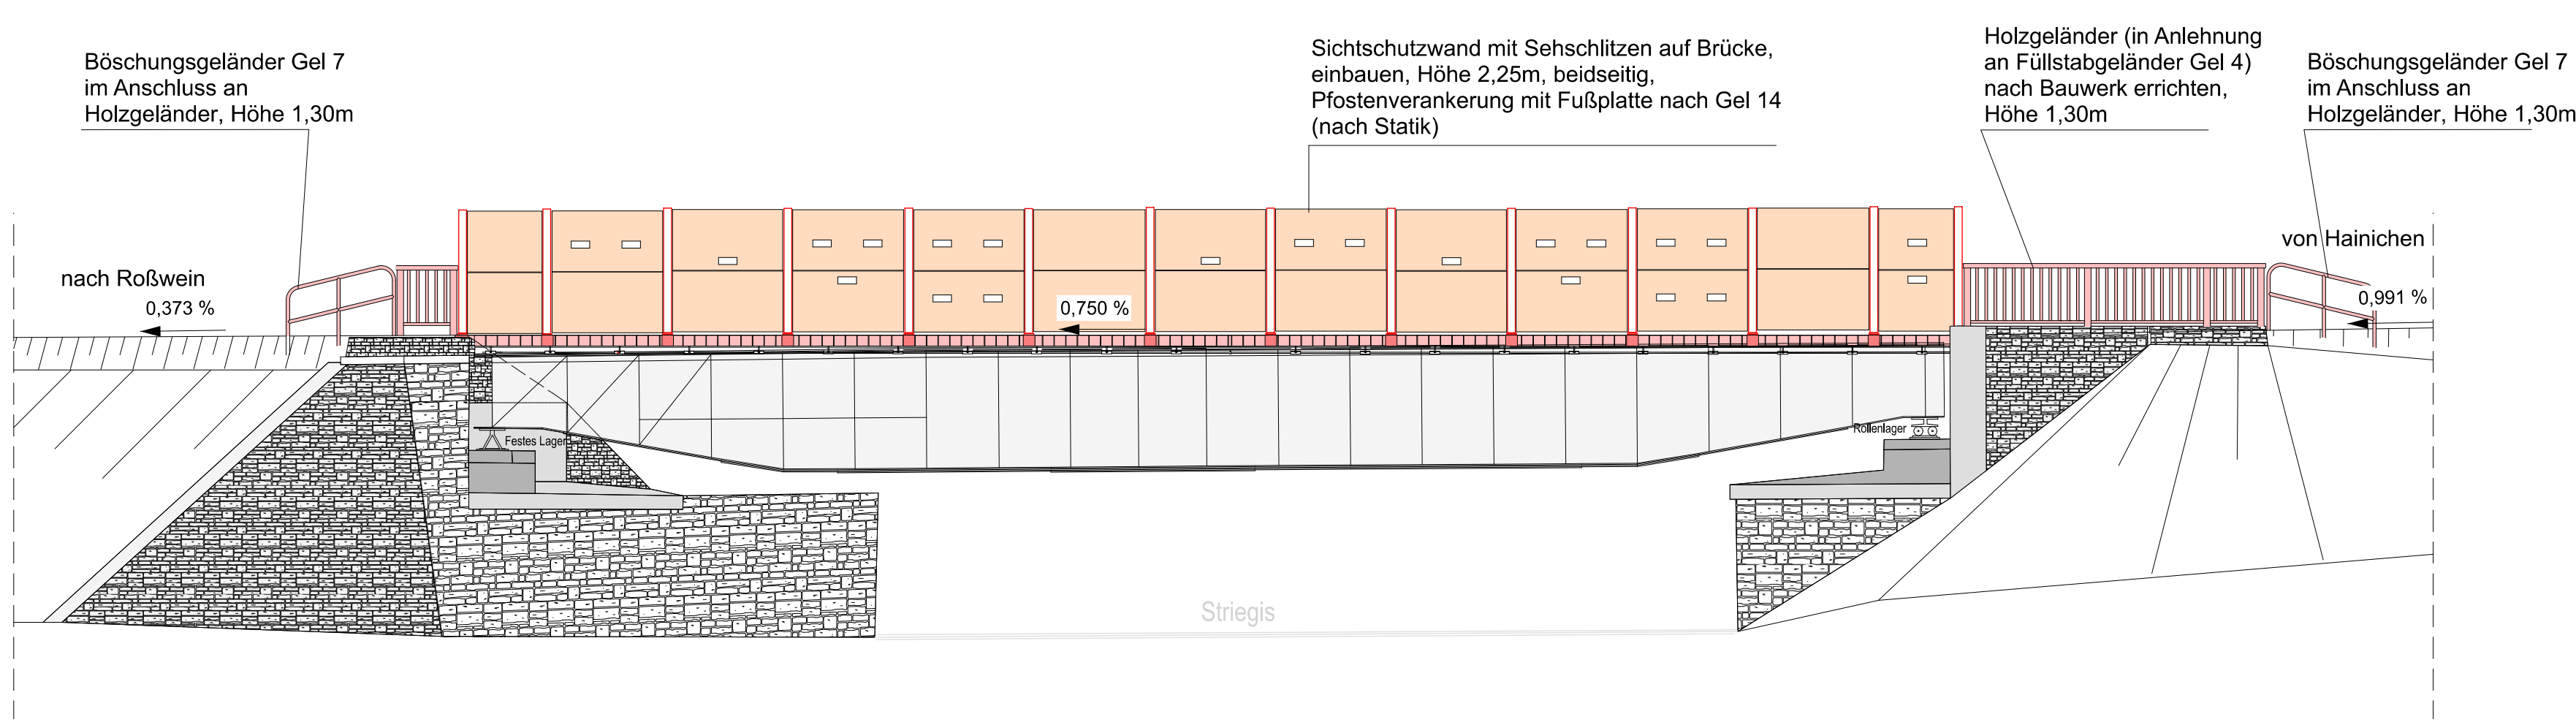 Böschungsgeländer Gel 7
im Anschluss an
Holzgeländer, Höhe 1,30m
Sichtschutzwand mit Sehschlitzen auf Brücke,
einbauen, Höhe 2,25m, beidseitig,
Pfostenverankerung mit Fußplatte nach Gel 14
(nach Statik)
Holzgeländer (in Anlehnung
an Füllstabgeländer Gel 4)
nach Bauwerk errichten,
Höhe 1,30m
Böschungsgeländer Gel 7
im Anschluss an
Holzgeländer, Höhe 1,30m
nach Roßwein
0,373 %
0,750 %
von Hainichen
0,991 %
Festes Lager
Rollenlager
Striegis